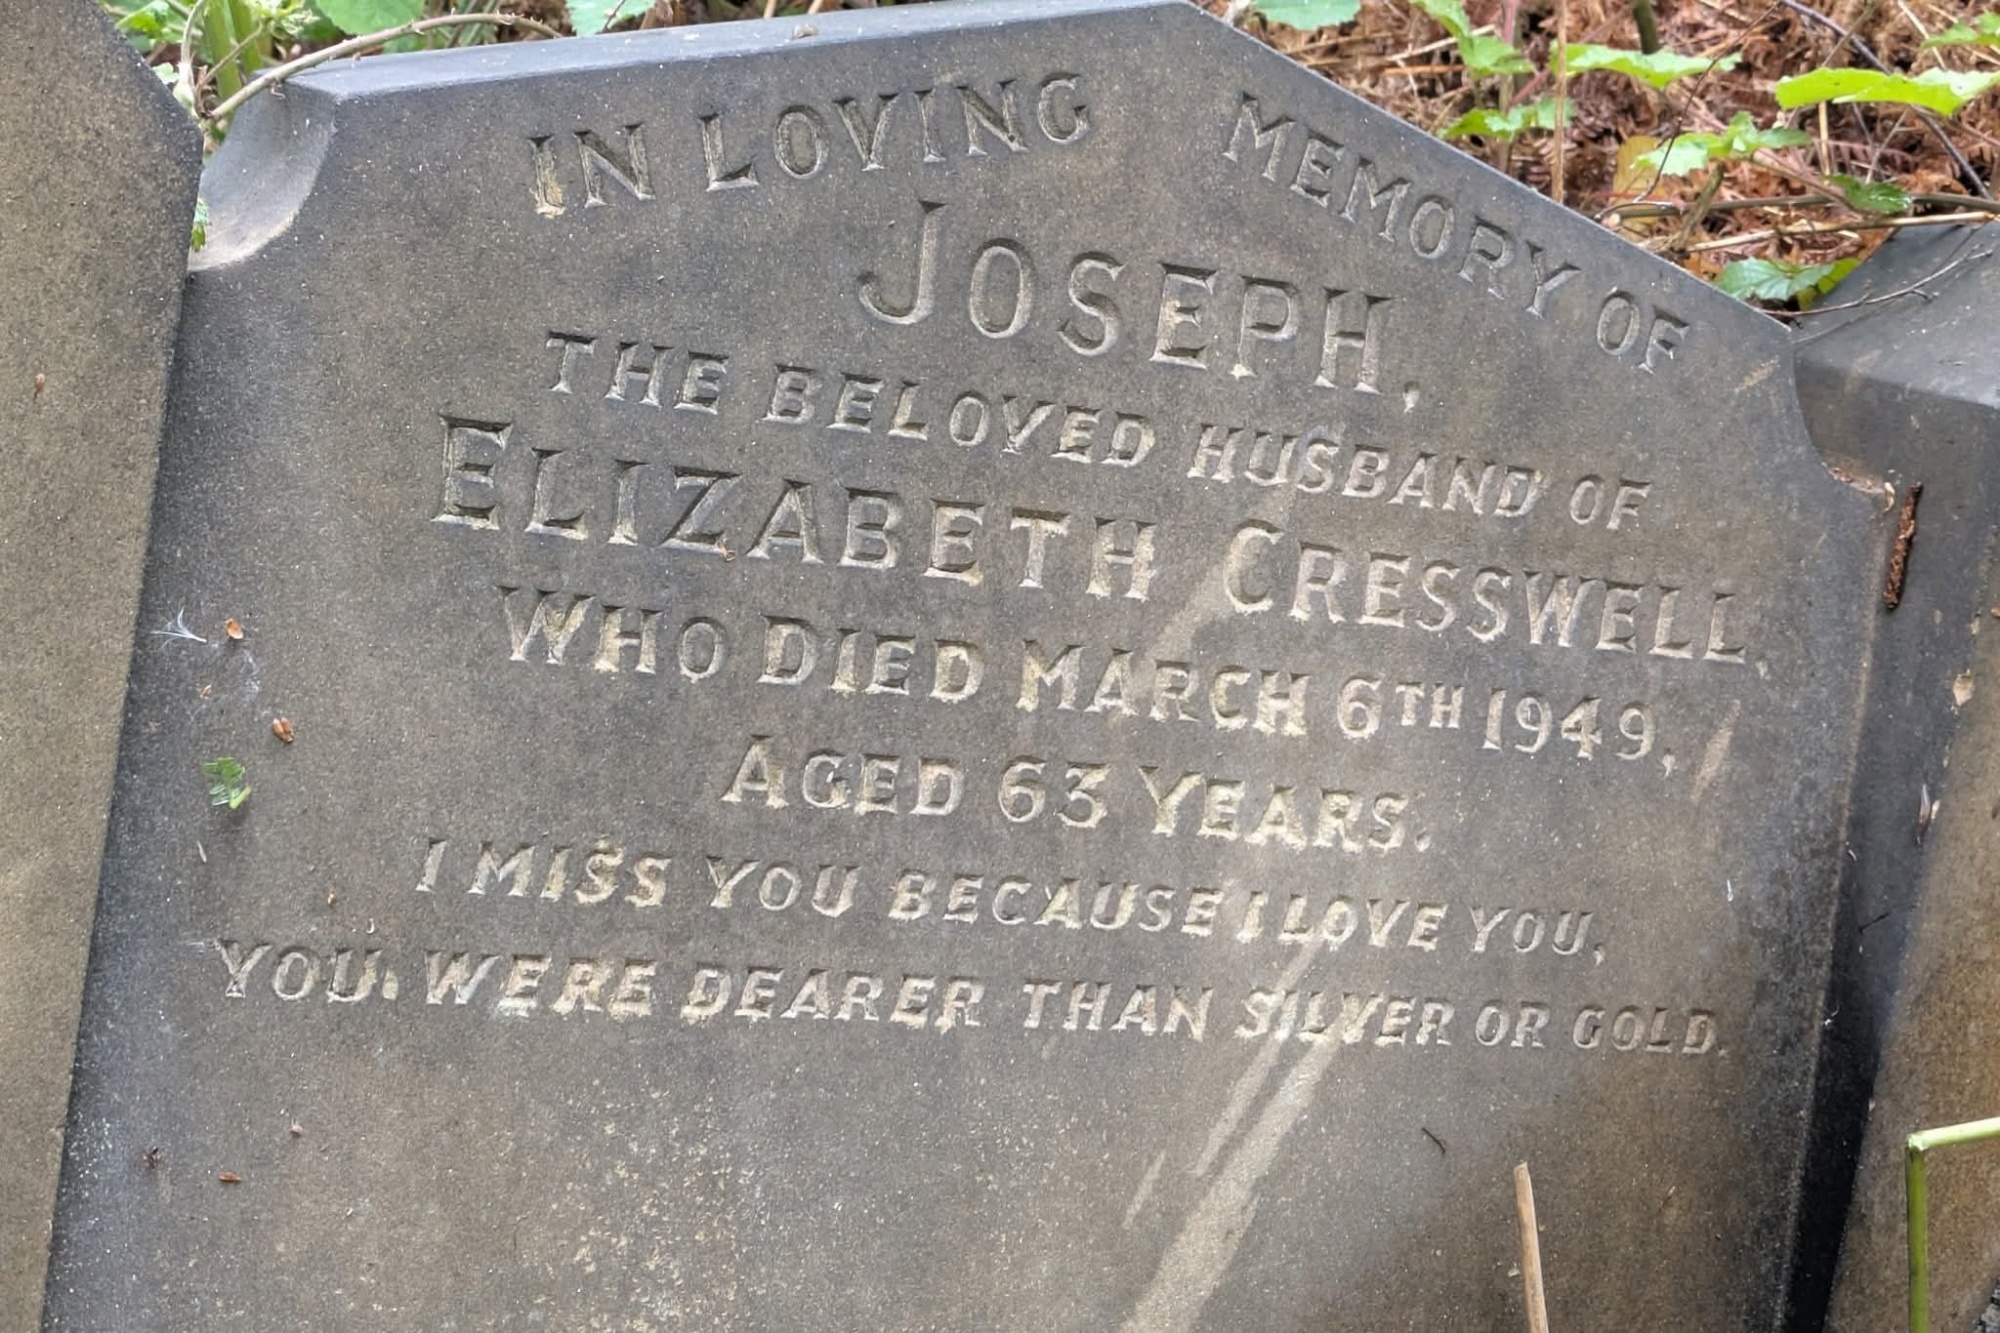 IN LOVING MEMORY OF
JOSEPH,
THE BELOVED HUSBAND OF
ELIZABETH CRESSWELL,
WHO DIED MARCH 6TH 1949,
AGED 63 YEARS.
I MISS YOU BECAUSE I LOVE YOU,
YOU WERE DEARER THAN SILVER OR GOLD.